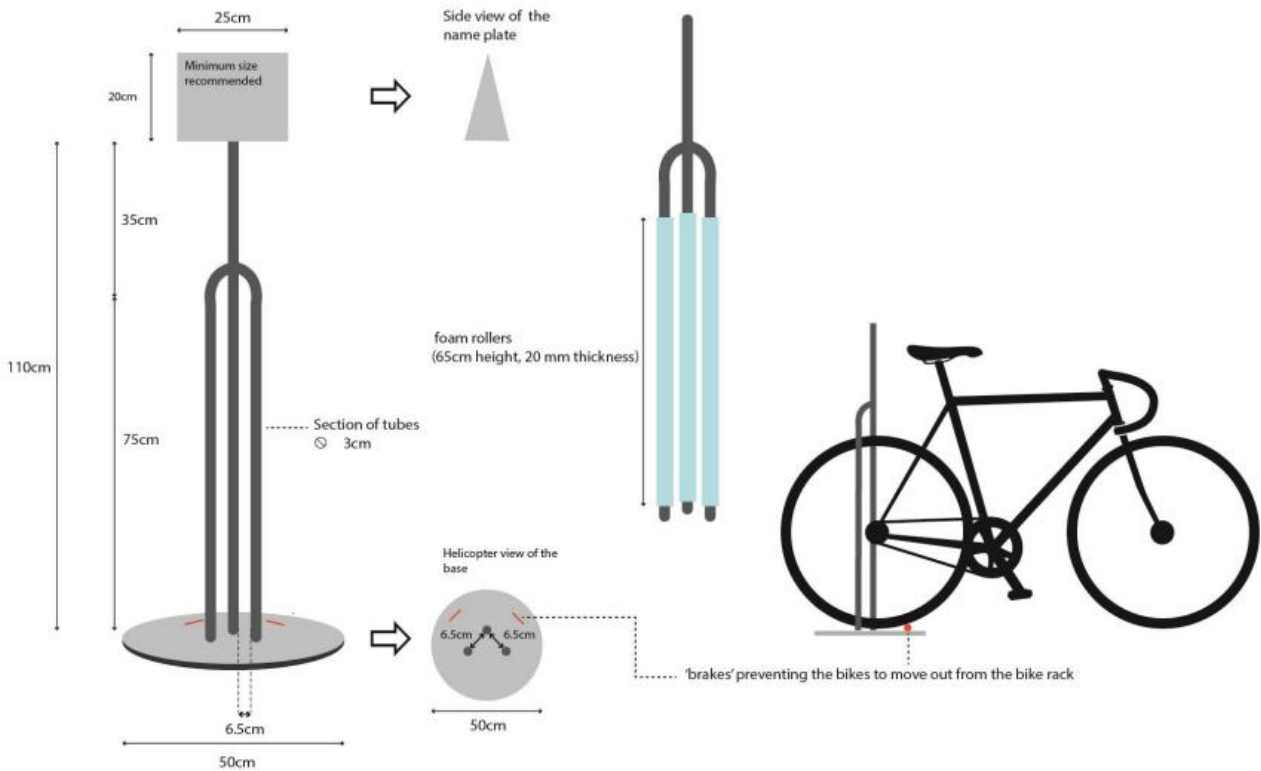 25cm
Minimum size
recommended
20cm
Side view of the
name plate
35cm
110cm
75cm
Section of tubes
3cm
foam rollers
(65cm height, 20 mm thickness)
Helicopter view of the
base
6.5cm
6.5cm
6.5cm
50cm
50cm
'brakes' preventing the bikes to move out from the bike rack